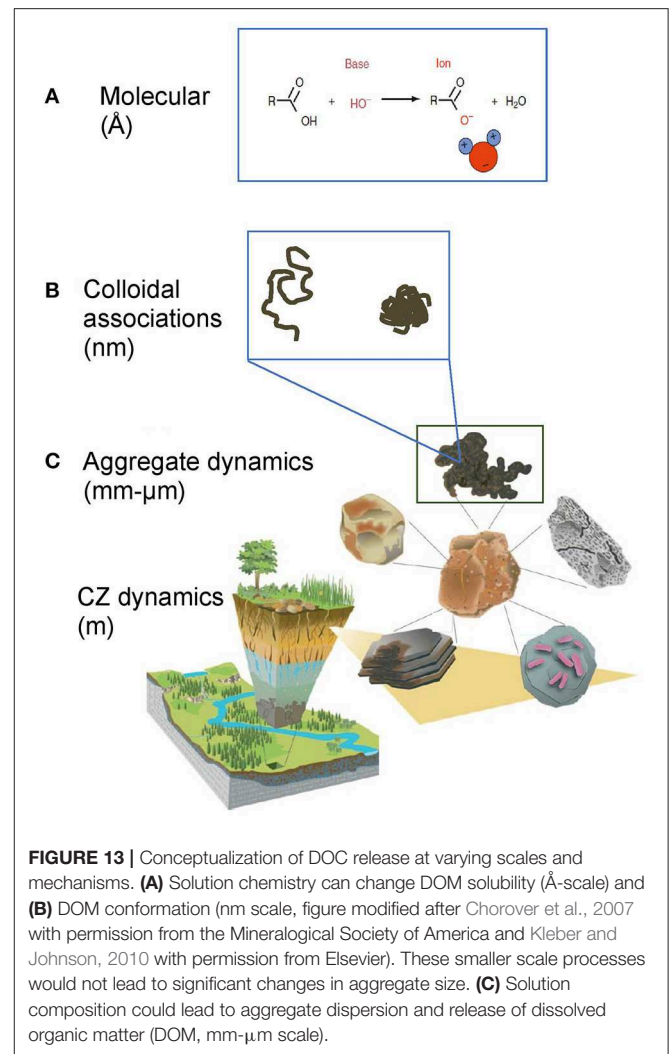 A Molecular
(Å)
Base
Ion
R
O
OH
+
HO⁻
R
O
O⁻
+ H₂O
+
+
−
B Colloidal
associations
(nm)
C Aggregate dynamics
(mm-µm)
CZ dynamics
(m)
FIGURE 13 | Conceptualization of DOC release at varying scales and
mechanisms. (A) Solution chemistry can change DOM solubility (Å-scale) and
(B) DOM conformation (nm scale, figure modified after Chorover et al., 2007
with permission from the Mineralogical Society of America and Kleber and
Johnson, 2010 with permission from Elsevier). These smaller scale processes
would not lead to significant changes in aggregate size. (C) Solution
composition could lead to aggregate dispersion and release of dissolved
organic matter (DOM, mm-µm scale).